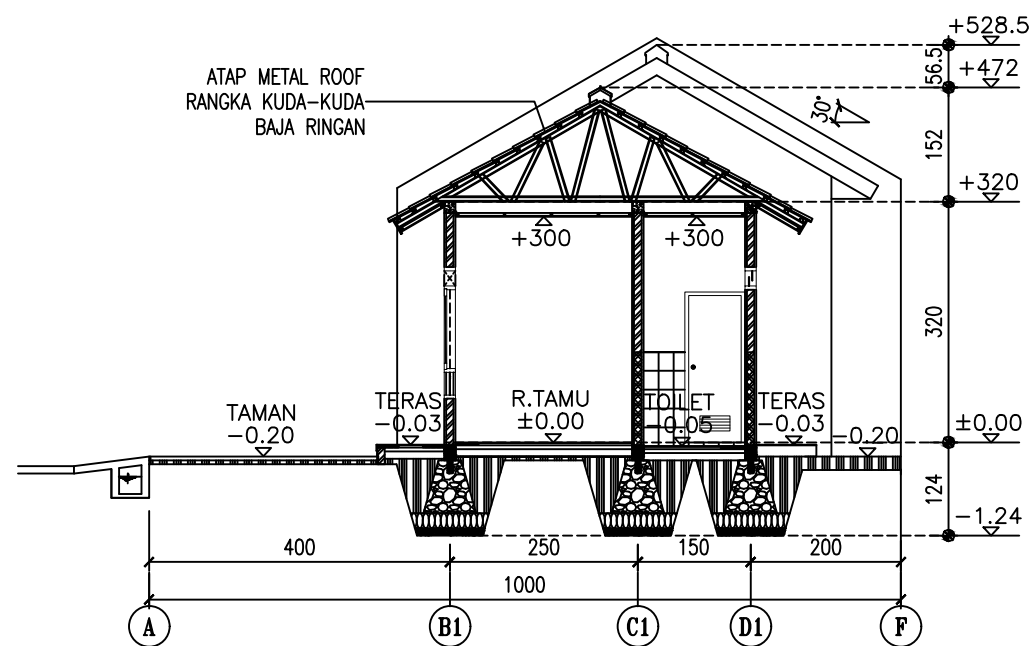 +528.5
56.5
+472
ATAP METAL ROOF
RANGKA KUDA-KUDA
BAJA RINGAN
30°
152
+320
+300
+300
320
TAMAN
-0.20
TERAS
-0.03
R.TAMU
±0.00
TOILET
-0.05
TERAS
-0.03
-0.20
±0.00
124
-1.24
400
250
150
200
1000
A
B1
C1
D1
F